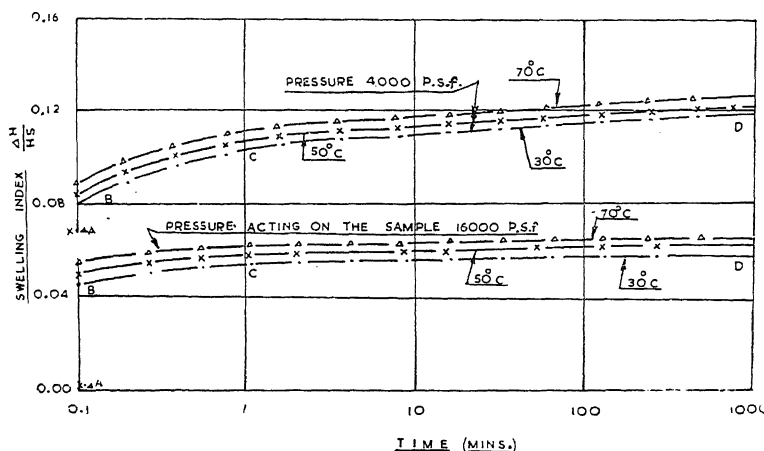 0.16
70°C
PRESSURE 4000 P.S.f.
0.12
D
C
50°C
30°C
SWELLING INDEX ΔH/HS
0.08
B
PRESSURE ACTING ON THE SAMPLE 16000 P.S.f
70°C
C
D
50°C
30°C
0.04
B
0.00
0.1
1
10
100
1000
TIME (MINS.)